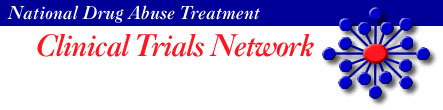 National Drug Abuse Treatment
Clinical Trials Network